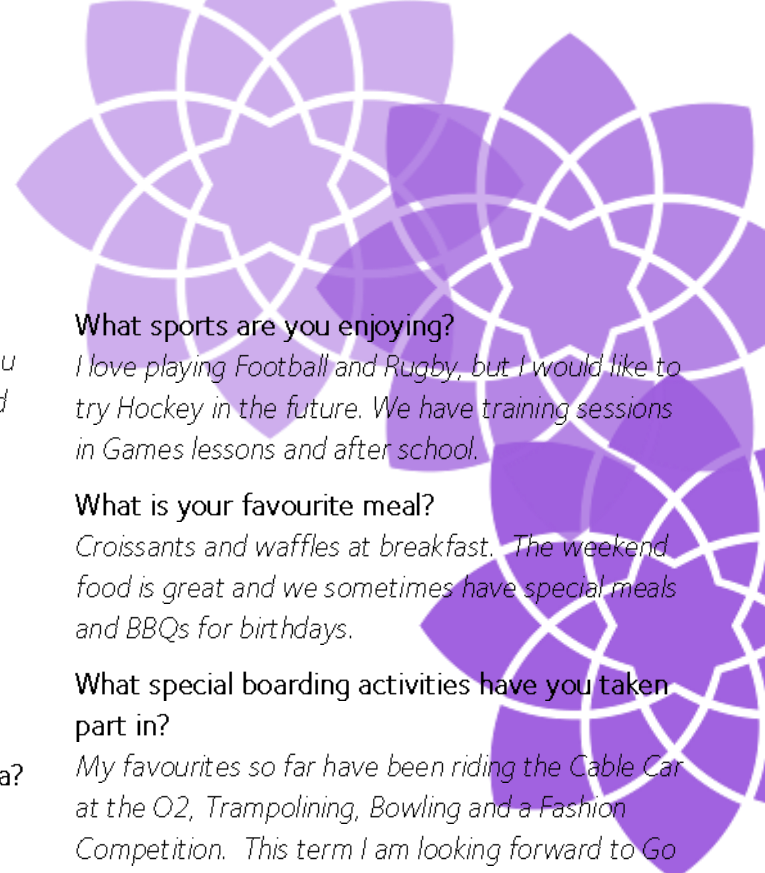 What sports are you enjoying?
u
I love playing Football and Rugby, but I would like to
d
try Hockey in the future. We have training sessions
in Games lessons and after school.
What is your favourite meal?
Croissants and waffles at breakfast.  The weekend
food is great and we sometimes have special meals
and BBQs for birthdays.
What special boarding activities have you taken
part in?
a?
My favourites so far have been riding the Cable Car
at the O2, Trampolining, Bowling and a Fashion
Competition.  This term I am looking forward to Go